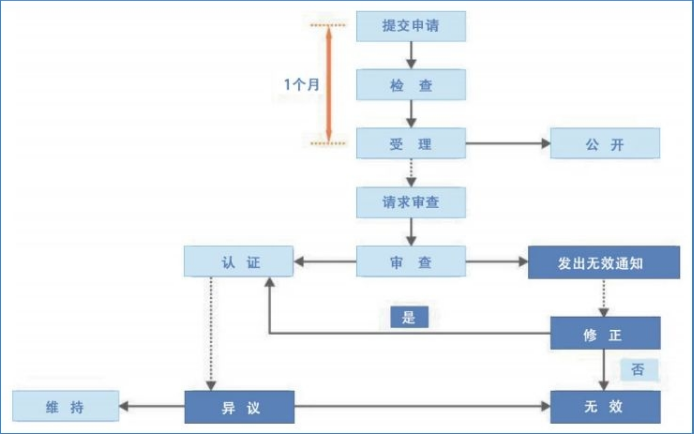 提交申请
1个月
检 查
受 理
公 开
请求审查
认 证
审 查
发出无效通知
是
修 正
否
维 持
异 议
无 效